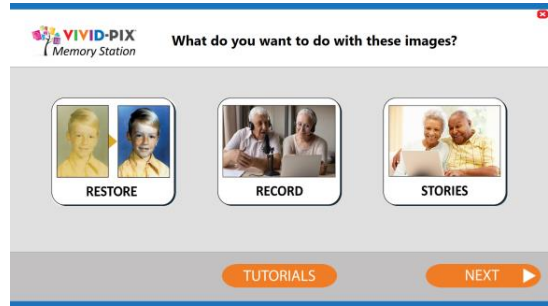 VIVID-PIX
Memory Station
What do you want to do with these images?
RESTORE
RECORD
STORIES
TUTORIALS
NEXT